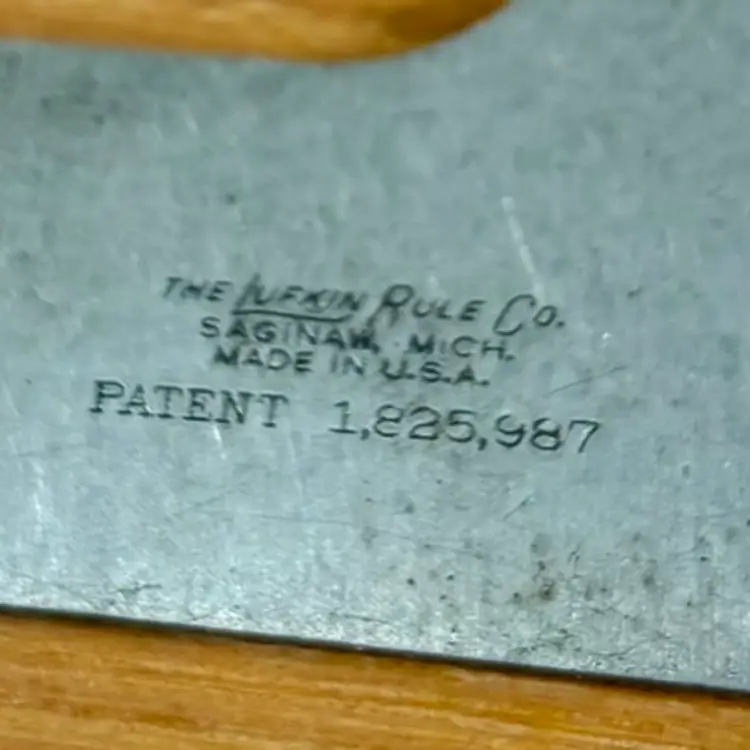 THE LUFKIN RULE CO.
SAGINAW, MICH.
MADE IN U.S.A.
PATENT 1,825,987